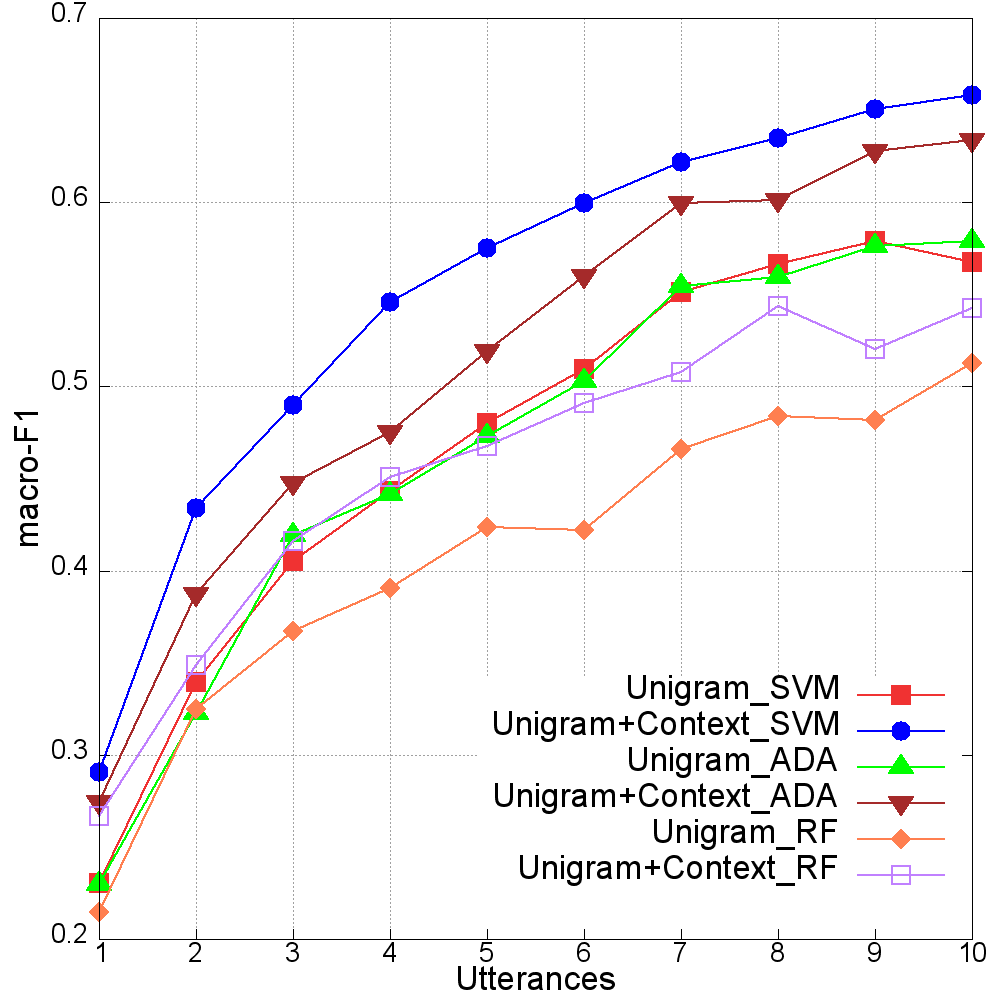 0.7
0.6
0.5
0.4
0.3
0.2
macro-F1
Unigram_SVM
Unigram+Context_SVM
Unigram_ADA
Unigram+Context_ADA
Unigram_RF
Unigram+Context_RF
1 2 3 4 5 6 7 8 9 10
Utterances